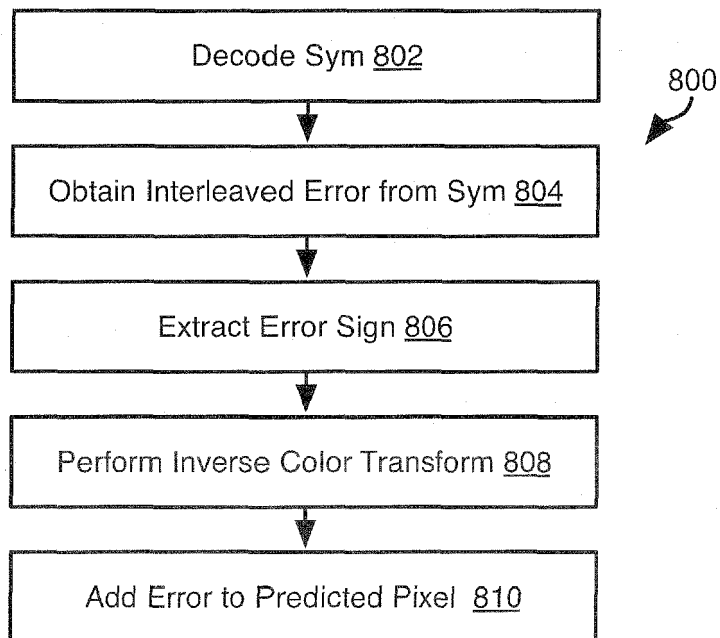 Decode Sym 802
800
Obtain Interleaved Error from Sym 804
Extract Error Sign 806
Perform Inverse Color Transform 808
Add Error to Predicted Pixel 810